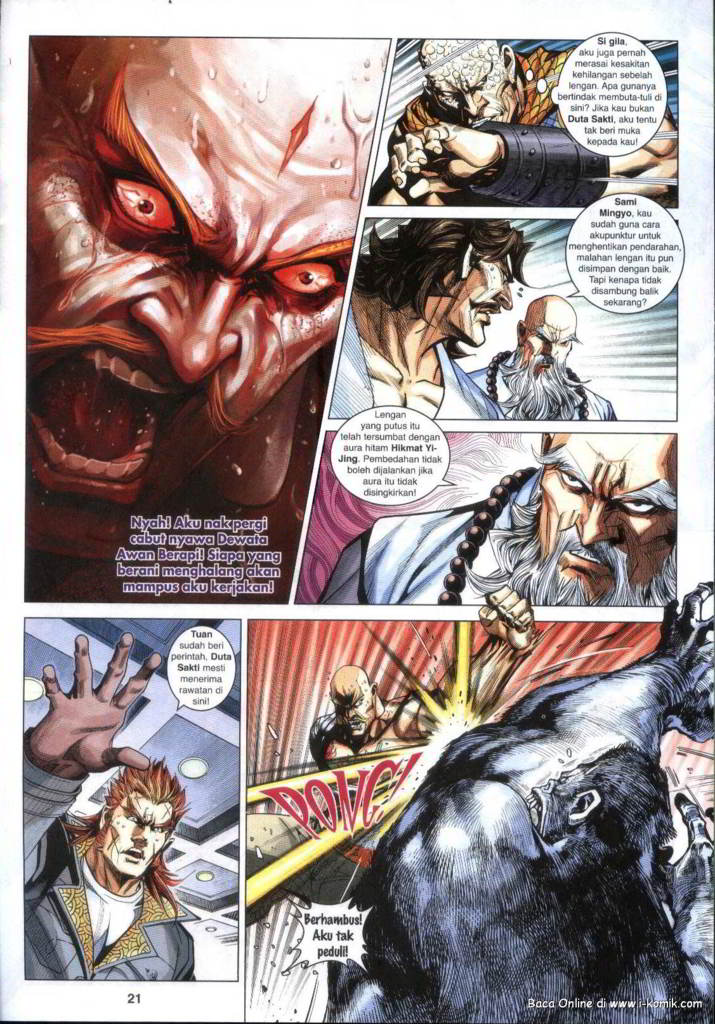 Nyah! Aku nak pergi
cabut nyawa Dewata
Awan Berapi! Siapa yang
berani menghalang akan
mampus aku kerjakan!
Si gila,
aku juga pernah
merasai kesakitan
kehilangan sebelah
lengan. Apa gunanya
bertindak membuta-tuli di
sini? Jika kau bukan
Duta Sakti, aku tentu
tak beri muka
kepada kau!
Sami
Mingyo, kau
sudah guna cara
akupunktur untuk
menghentikan pendarahan,
malahan lengan itu pun
disimpan dengan baik.
Tapi kenapa tidak
disambung balik
sekarang?
Lengan
yang putus itu
telah tersumbat dengan
aura hitam Hikmat Yi-
Jing. Pembedahan tidak
boleh dijalankan jika
aura itu tidak
disingkirkan!
Tuan
sudah beri
perintah, Duta
Sakti mesti
menerima
rawatan di
sini!
PONG!
Berhambus!
Aku tak
peduli!
21
Baca Online di www.i-komik.com